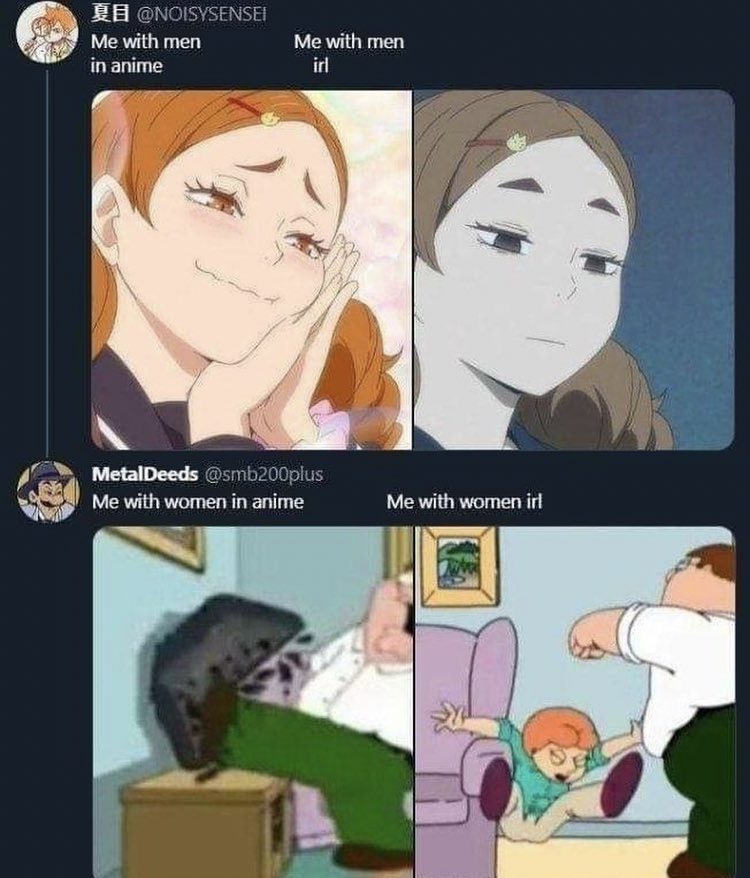 夏目 @NOISYSENSEI
Me with men Me with men
in anime irl
MetalDeeds @smb200plus
Me with women in anime Me with women irl